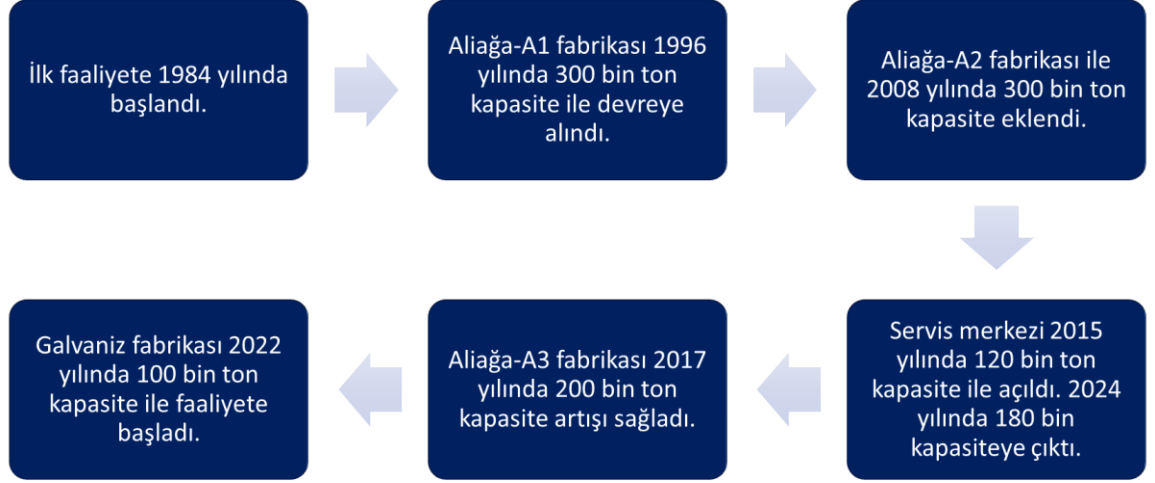 İlk faaliyete 1984 yılında
başlandı.
Aliağa-A1 fabrikası 1996
yılında 300 bin ton
kapasite ile devreye
alındı.
Aliağa-A2 fabrikası ile
2008 yılında 300 bin ton
kapasite eklendi.
Servis merkezi 2015
yılında 120 bin ton
kapasite ile açıldı. 2024
yılında 180 bin
kapasiteye çıktı.
Aliağa-A3 fabrikası 2017
yılında 200 bin ton
kapasite artışı sağladı.
Galvaniz fabrikası 2022
yılında 100 bin ton
kapasite ile faaliyete
başladı.